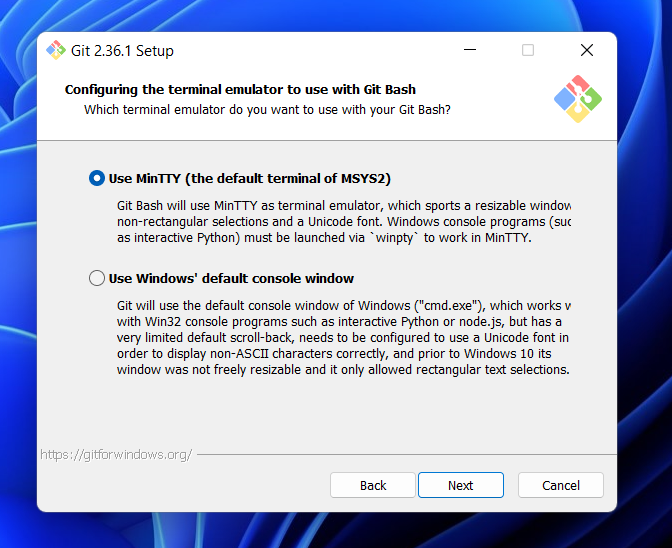 Git 2.36.1 Setup
Configuring the terminal emulator to use with Git Bash
Which terminal emulator do you want to use with your Git Bash?
Use MinTTY (the default terminal of MSYS2)
Git Bash will use MinTTY as terminal emulator, which sports a resizable window
non-rectangular selections and a Unicode font. Windows console programs (suc
as interactive Python) must be launched via `winpty` to work in MinTTY.
Use Windows' default console window
Git will use the default console window of Windows ("cmd.exe"), which works w
with Win32 console programs such as interactive Python or node.js, but has a
very limited default scroll-back, needs to be configured to use a Unicode font in
order to display non-ASCII characters correctly, and prior to Windows 10 its
window was not freely resizable and it only allowed rectangular text selections.
https://gitforwindows.org/
Back Next Cancel